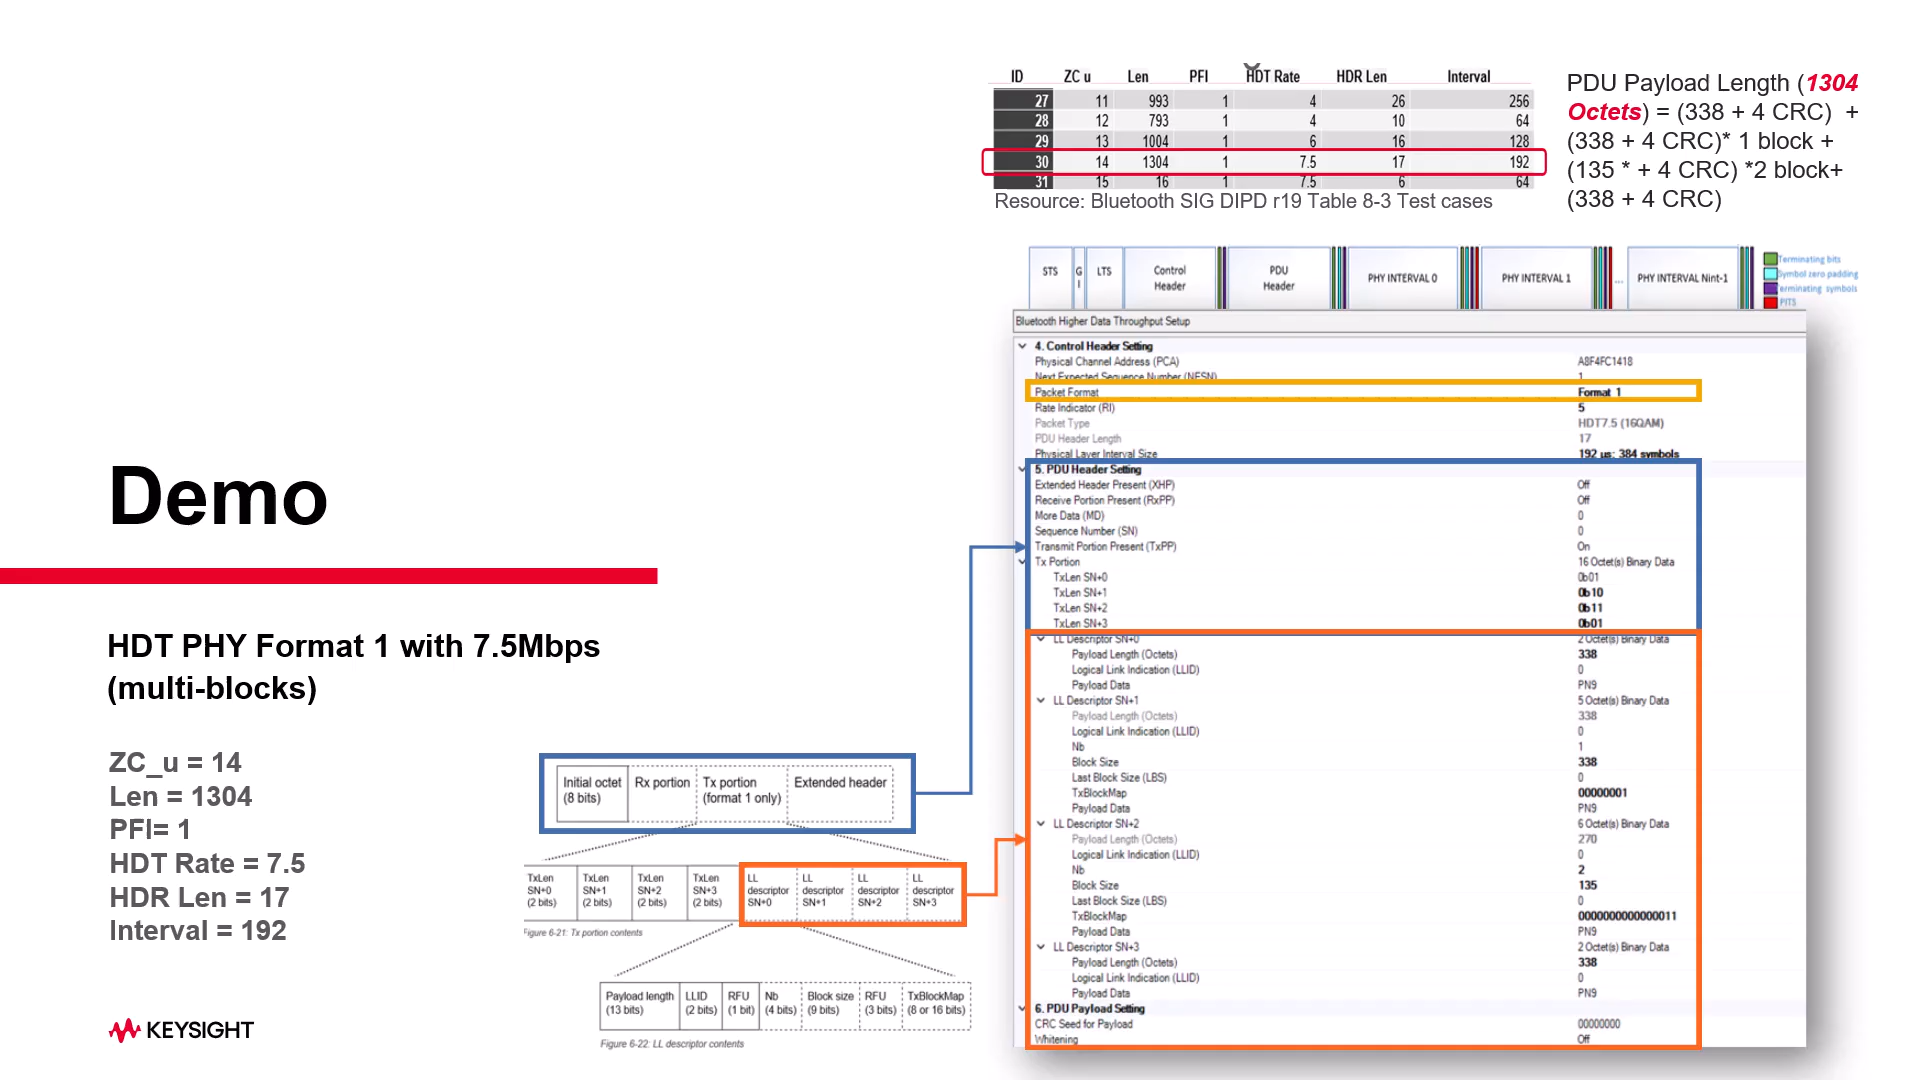 ID ZC u Len PFI HDT Rate HDR Len Interval
27 11 993 1 4 26 256
28 12 793 1 4 10 64
29 13 1004 1 6 16 128
30 14 1304 1 7.5 17 192
31 15 16 1 7.5 6 64
Resource: Bluetooth SIG DIPD r19 Table 8-3 Test cases
PDU Payload Length (1304
Octets) = (338 + 4 CRC) +
(338 + 4 CRC)* 1 block +
(135 * + 4 CRC) *2 block+
(338 + 4 CRC)
STS
G
I
LTS
Control
Header
PDU
Header
PHY INTERVAL 0
PHY INTERVAL 1
...
PHY INTERVAL Nint-1
Terminating bits
Symbol zero padding
Terminating symbols
PITS
Bluetooth Higher Data Throughput Setup
4. Control Header Setting
Physical Channel Address (PCA) A8F4FC1418
Next Expected Sequence Number (NESN) 1
Packet Format Format 1
Rate Indicator (RI) 5
Packet Type HDT7.5 (16QAM)
PDU Header Length 17
Physical Layer Interval Size 192 us: 384 symbols
5. PDU Header Setting
Extended Header Present (XHP) Off
Receive Portion Present (RxPP) Off
More Data (MD) 0
Sequence Number (SN) 0
Transmit Portion Present (TxPP) On
Tx Portion 16 Octet(s) Binary Data
TxLen SN+0 0b01
TxLen SN+1 0b10
TxLen SN+2 0b11
TxLen SN+3 0b01
LL Descriptor SN+0 2 Octet(s) Binary Data
Payload Length (Octets) 338
Logical Link Indication (LLID) 0
Payload Data PN9
LL Descriptor SN+1 5 Octet(s) Binary Data
Payload Length (Octets) 338
Logical Link Indication (LLID) 0
Nb 1
Block Size 338
Last Block Size (LBS) 0
TxBlockMap 00000001
Payload Data PN9
LL Descriptor SN+2 6 Octet(s) Binary Data
Payload Length (Octets) 270
Logical Link Indication (LLID) 0
Nb 2
Block Size 135
Last Block Size (LBS) 0
TxBlockMap 0000000000000011
Payload Data PN9
LL Descriptor SN+3 2 Octet(s) Binary Data
Payload Length (Octets) 338
Logical Link Indication (LLID) 0
Payload Data PN9
6. PDU Payload Setting
CRC Seed for Payload 00000000
Whitening Off
Demo
HDT PHY Format 1 with 7.5Mbps
(multi-blocks)
ZC_u = 14
Len = 1304
PFI= 1
HDT Rate = 7.5
HDR Len = 17
Interval = 192
Initial octet
(8 bits)
Rx portion
Tx portion
(format 1 only)
Extended header
TxLen
SN+0
(2 bits)
TxLen
SN+1
(2 bits)
TxLen
SN+2
(2 bits)
TxLen
SN+3
(2 bits)
LL
descriptor
SN+0
LL
descriptor
SN+1
LL
descriptor
SN+2
LL
descriptor
SN+3
Figure 6-21: Tx portion contents
Payload length
(13 bits)
LLID
(2 bits)
RFU
(1 bit)
Nb
(4 bits)
Block size
(9 bits)
RFU
(3 bits)
TxBlockMap
(8 or 16 bits)
Figure 6-22: LL descriptor contents
KEYSIGHT